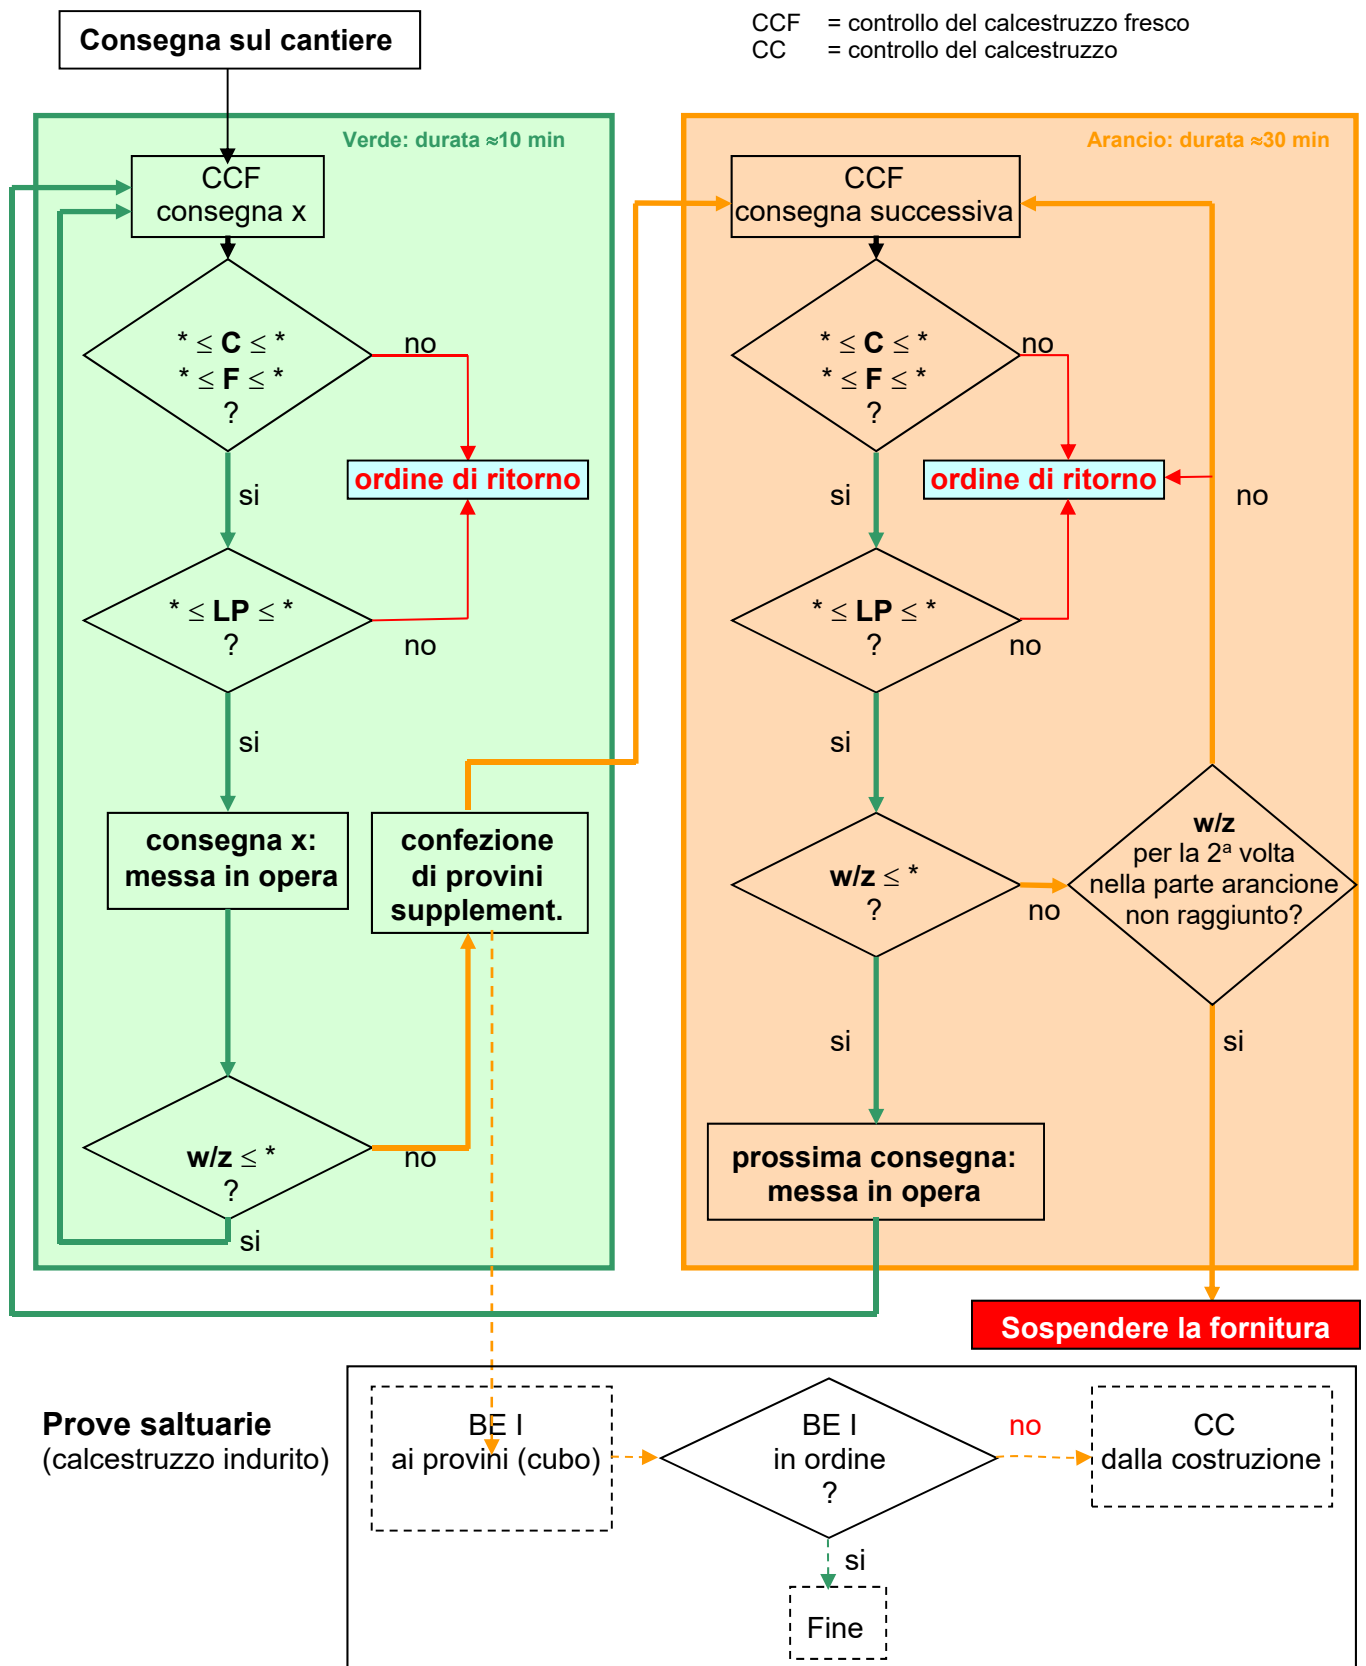 Consegna sul cantiere
CCF = controllo del calcestruzzo fresco
CC = controllo del calcestruzzo
Verde: durata ≈10 min
CCF
consegna x
* ≤ C ≤ *
* ≤ F ≤ *
?
no
ordine di ritorno
si
* ≤ LP ≤ *
?
no
si
consegna x:
messa in opera
confezione
di provini
supplement.
w/z ≤ *
?
no
si
Arancio: durata ≈30 min
CCF
consegna successiva
* ≤ C ≤ *
* ≤ F ≤ *
?
no
ordine di ritorno
si
no
* ≤ LP ≤ *
?
no
si
w/z ≤ *
?
no
w/z
per la 2ª volta
nella parte arancione
non raggiunto?
si
si
prossima consegna:
messa in opera
Sospendere la fornitura
Prove saltuarie
(calcestruzzo indurito)
BE I
ai provini (cubo)
BE I
in ordine
?
no
CC
dalla costruzione
si
Fine